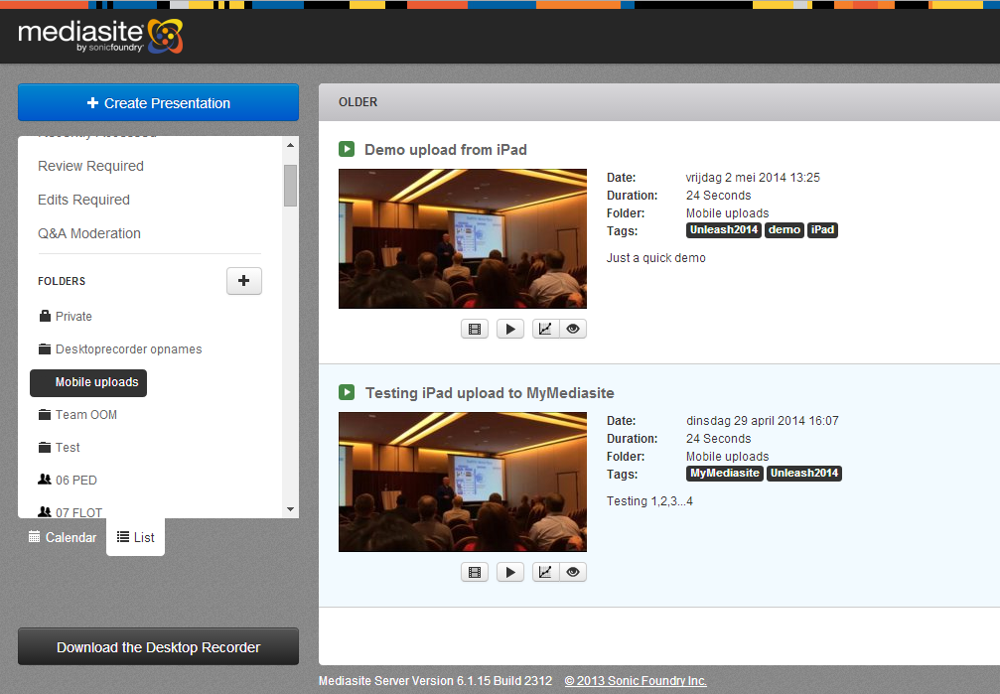 mediasite
by sonicfoundry
Create Presentation
Recently Accessed
Review Required
Edits Required
Q&A Moderation
FOLDERS
Private
Desktoprecorder opnames
Mobile uploads
Team OOM
Test
06 PED
07 FLOT
Calendar
List
Download the Desktop Recorder
OLDER
Demo upload from iPad
Date: vrijdag 2 mei 2014 13:25
Duration: 24 Seconds
Folder: Mobile uploads
Tags: Unleash2014 demo iPad
Just a quick demo
Testing iPad upload to MyMediasite
Date: dinsdag 29 april 2014 16:07
Duration: 24 Seconds
Folder: Mobile uploads
Tags: MyMediasite Unleash2014
Testing 1,2,3...4
Mediasite Server Version 6.1.15 Build 2312 © 2013 Sonic Foundry Inc.